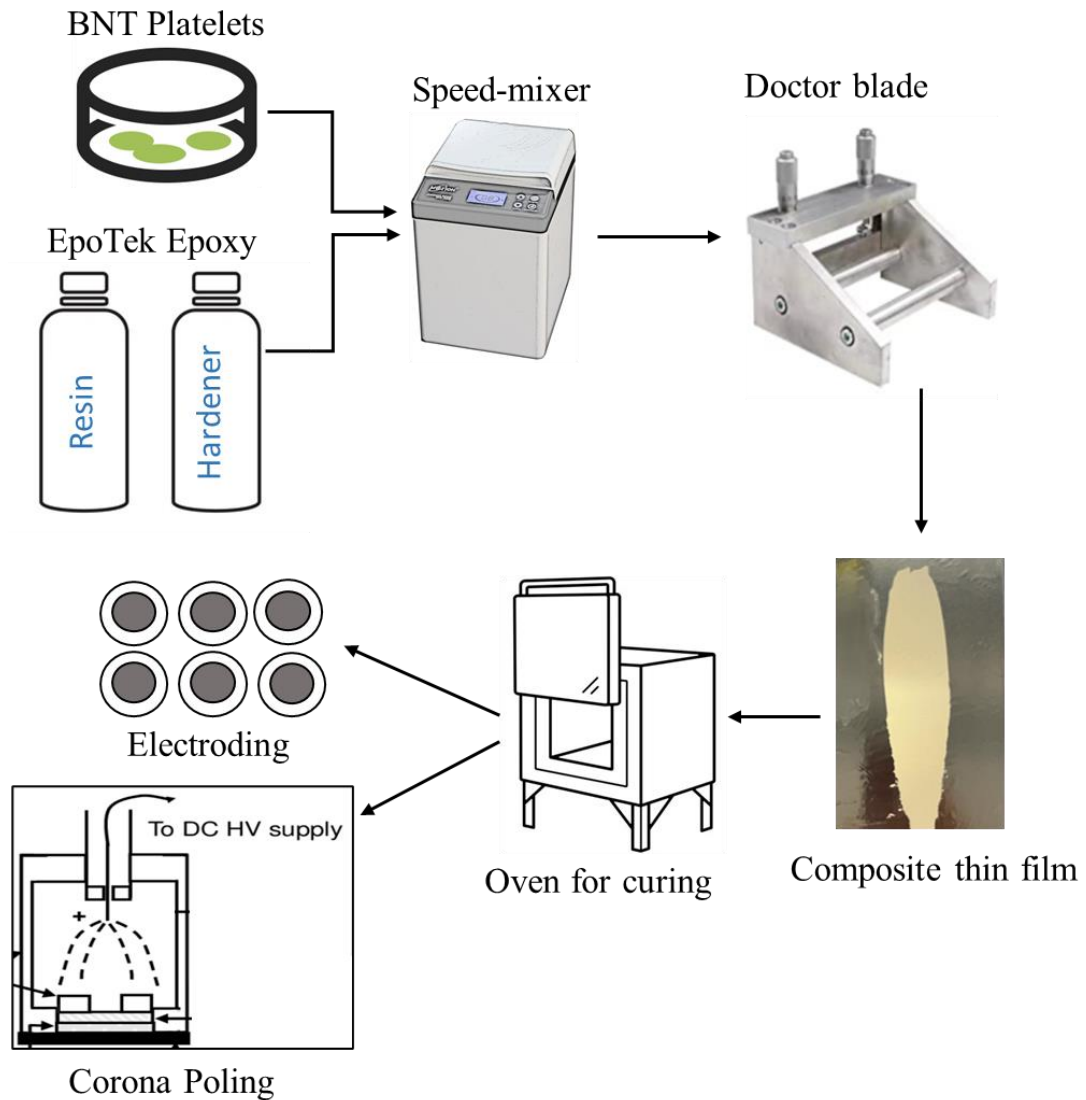 BNT Platelets
Speed-mixer
Doctor blade
EpoTek Epoxy
Resin
Hardener
Electroding
To DC HV supply
+
Oven for curing
Composite thin film
Corona Poling